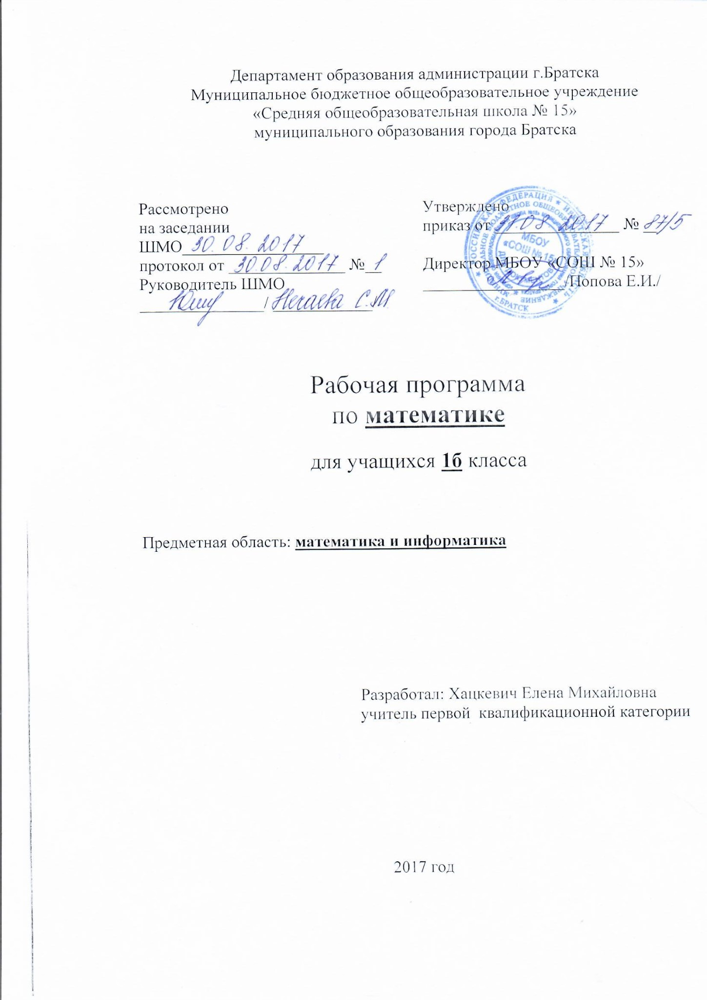 Департамент образования администрации г.Братска
Муниципальное бюджетное общеобразовательное учреждение
«Средняя общеобразовательная школа № 15»
муниципального образования города Братска
Рассмотрено
на заседании
ШМО 30.08.2017
протокол от 30.08.2017 № 1
Руководитель ШМО
/ Нечаева С.М.
Утверждено
приказ от 31.08.2017 № 87/5
Директор МБОУ «СОШ № 15»
/Попова Е.И./
РОССИЙСКАЯ ФЕДЕРАЦИЯ ★ ИРКУТСКАЯ ОБЛАСТЬ ★
г.БРАТСК
МБОУ
«СОШ № 15»
Рабочая программа
по математике
для учащихся 1б класса
Предметная область: математика и информатика
Разработал: Хацкевич Елена Михайловна
учитель первой квалификационной категории
2017 год